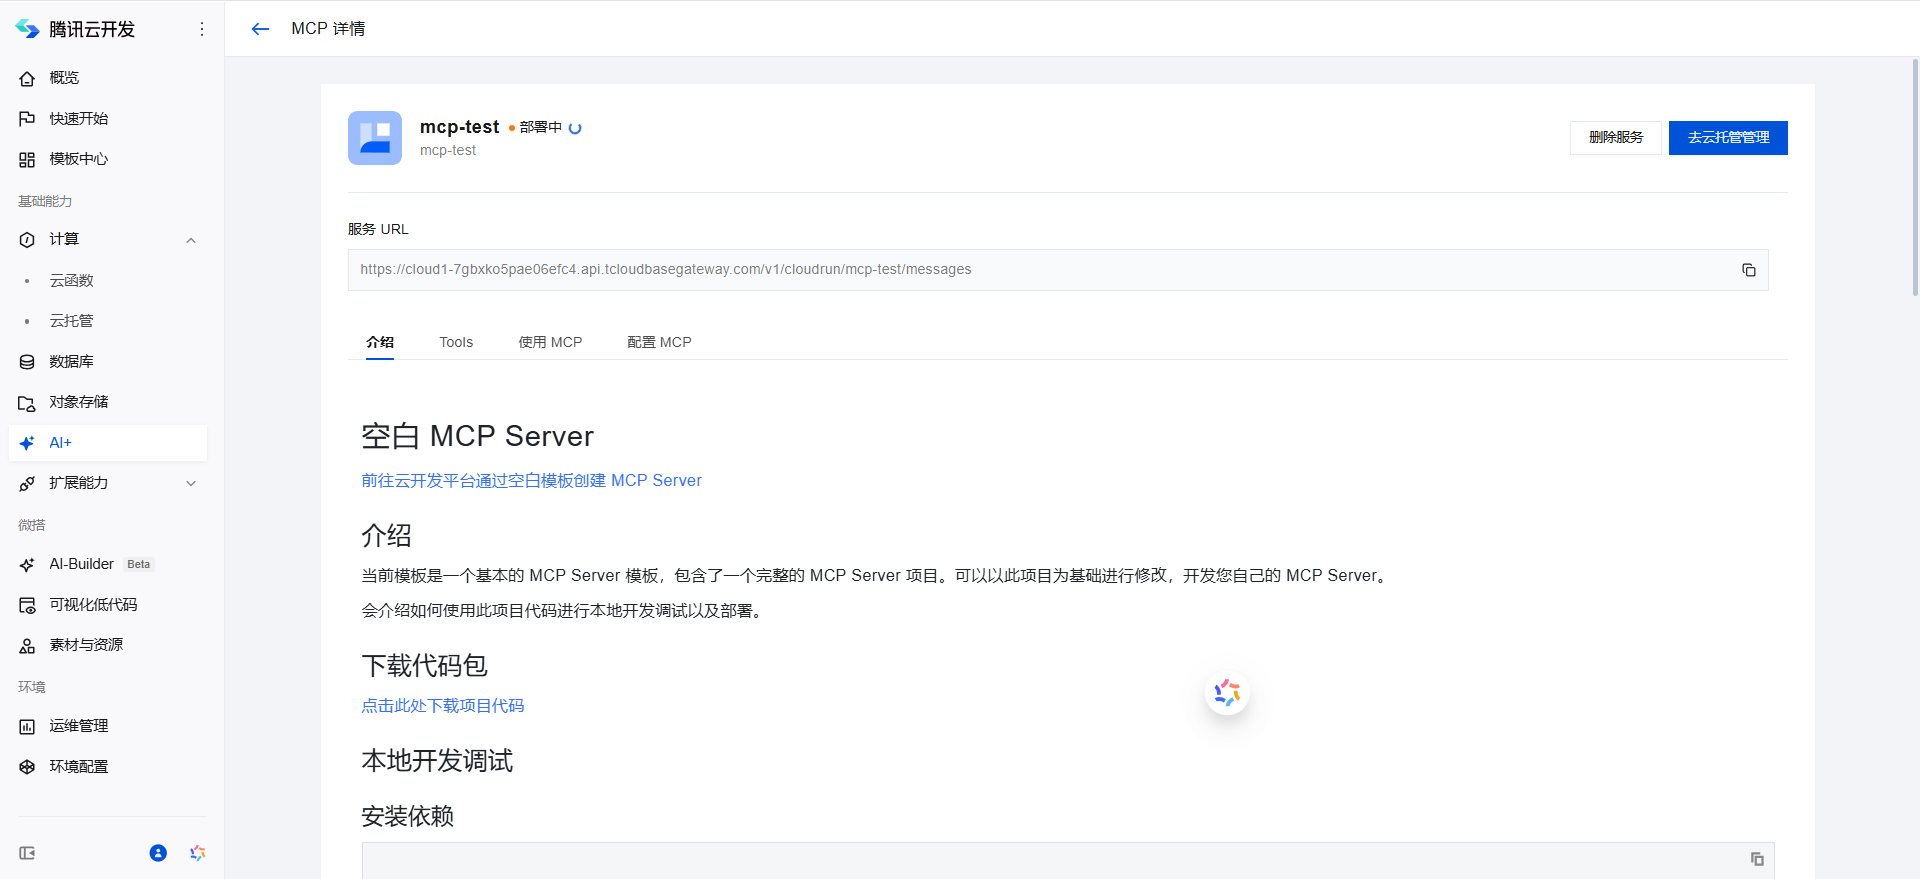 腾讯云开发
概览
快速开始
模板中心
基础能力
计算
云函数
云托管
数据库
对象存储
AI+
扩展能力
微搭
AI-Builder Beta
可视化低代码
素材与资源
环境
运维管理
环境配置
MCP 详情
mcp-test 部署中
mcp-test
删除服务
去云托管管理
服务 URL
https://cloud1-7gbxko5pae06efc4.api.tcloudbasegateway.com/v1/cloudrun/mcp-test/messages
介绍 Tools 使用 MCP 配置 MCP
空白 MCP Server
前往云开发平台通过空白模板创建 MCP Server
介绍
当前模板是一个基本的 MCP Server 模板，包含了一个完整的 MCP Server 项目。可以以此项目为基础进行修改，开发您自己的 MCP Server。
会介绍如何使用此项目代码进行本地开发调试以及部署。
下载代码包
点击此处下载项目代码
本地开发调试
安装依赖